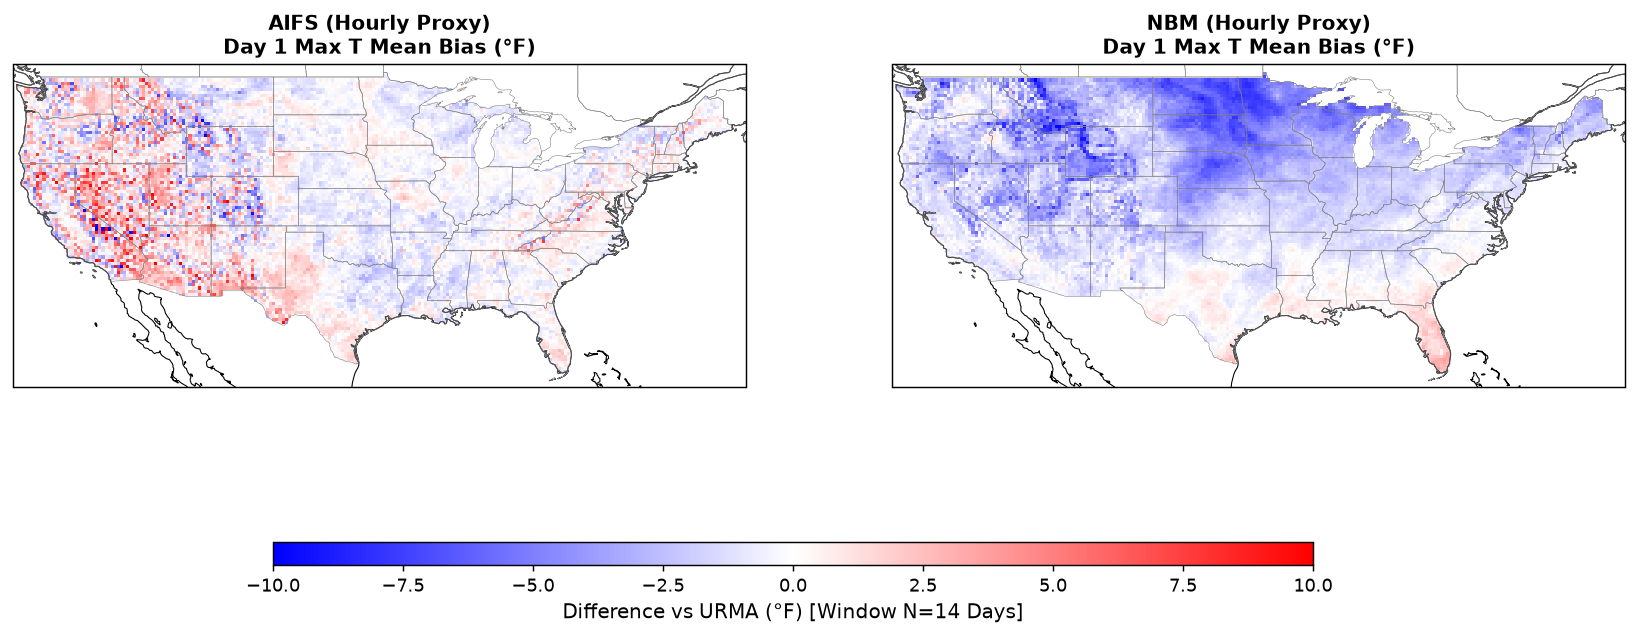 AIFS (Hourly Proxy)
Day 1 Max T Mean Bias (°F)
NBM (Hourly Proxy)
Day 1 Max T Mean Bias (°F)
−10.0 −7.5 −5.0 −2.5 0.0 2.5 5.0 7.5 10.0
Difference vs URMA (°F) [Window N=14 Days]